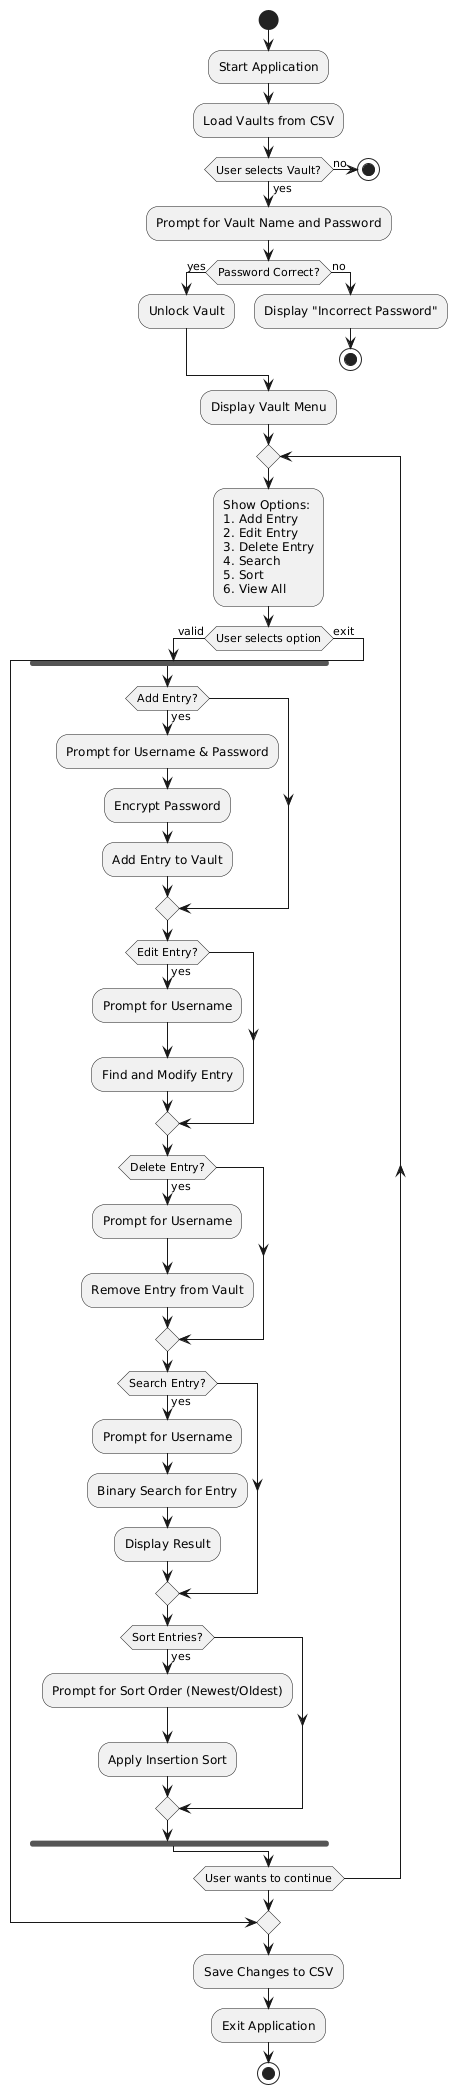 Start Application
Load Vaults from CSV
User selects Vault?
no
yes
Prompt for Vault Name and Password
yes
Password Correct?
no
Unlock Vault
Display "Incorrect Password"
Display Vault Menu
Show Options:
1. Add Entry
2. Edit Entry
3. Delete Entry
4. Search
5. Sort
6. View All
valid
User selects option
exit
Add Entry?
yes
Prompt for Username & Password
Encrypt Password
Add Entry to Vault
Edit Entry?
yes
Prompt for Username
Find and Modify Entry
Delete Entry?
yes
Prompt for Username
Remove Entry from Vault
Search Entry?
yes
Prompt for Username
Binary Search for Entry
Display Result
Sort Entries?
yes
Prompt for Sort Order (Newest/Oldest)
Apply Insertion Sort
User wants to continue
Save Changes to CSV
Exit Application